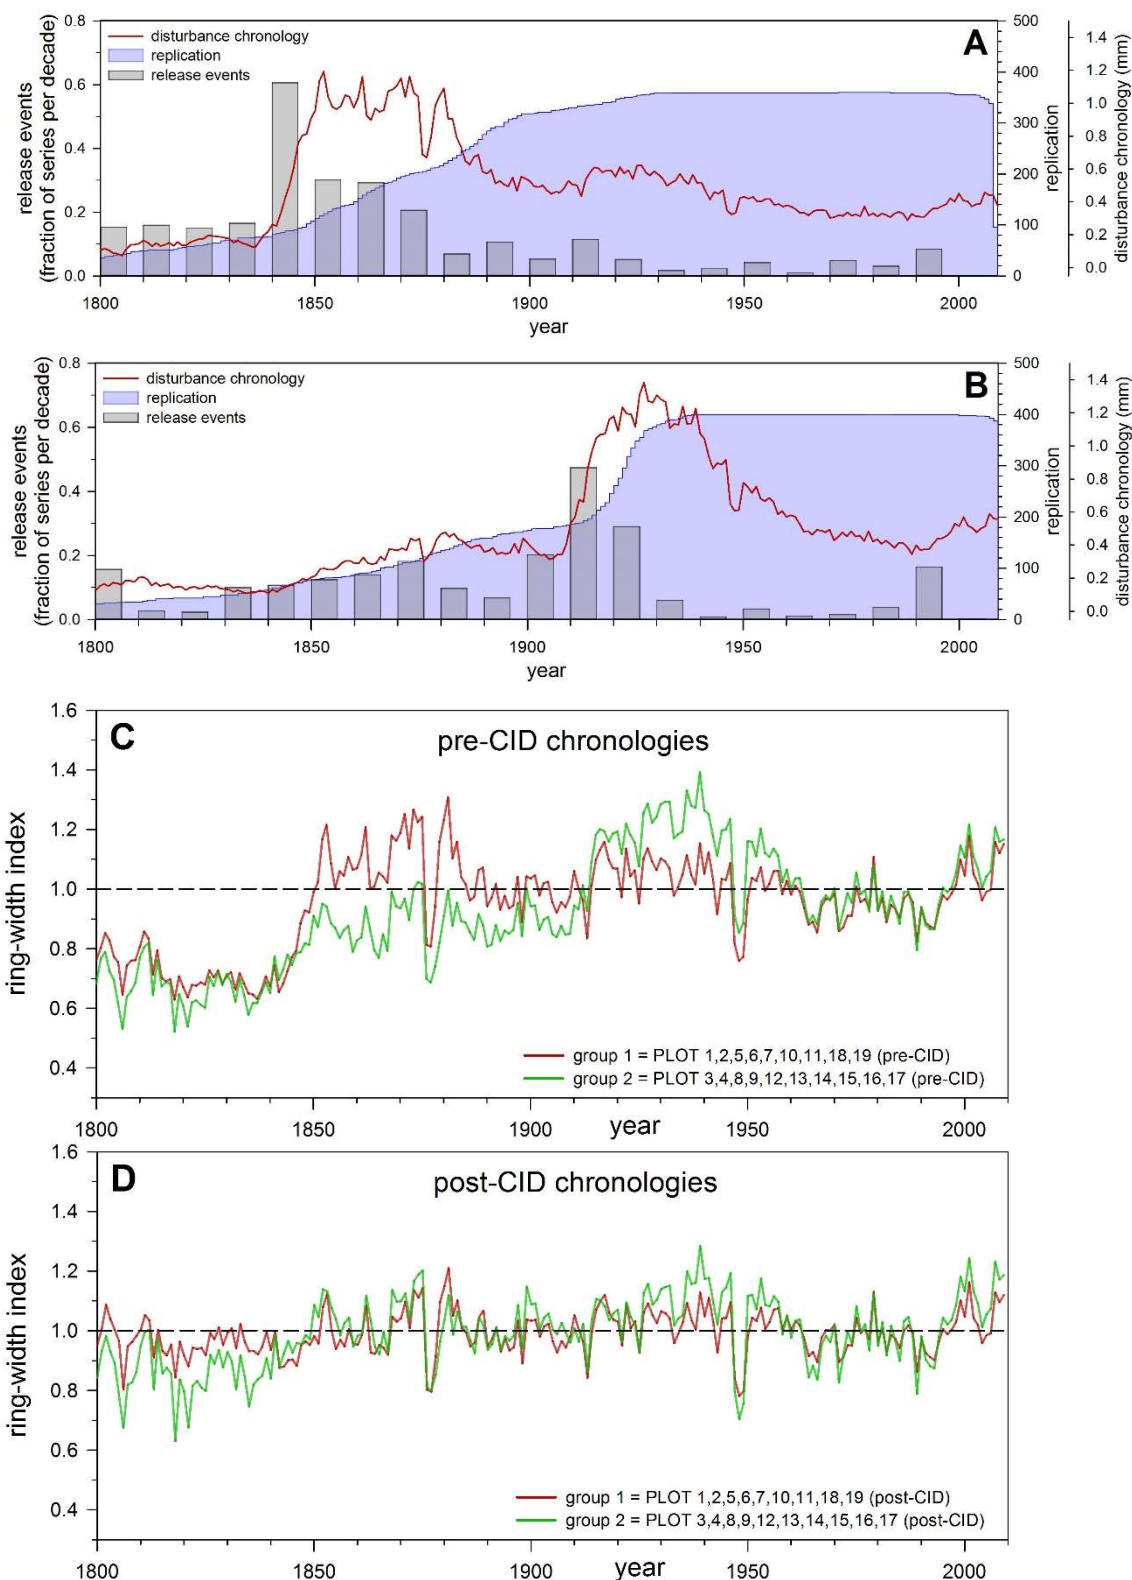 A
disturbance chronology
replication
release events
release events
(fraction of series per decade)
0.8
0.6
0.4
0.2
0.0
500
400
300
200
100
0
replication
1.4
1.2
1.0
0.8
0.6
0.4
0.2
0.0
disturbance chronology (mm)
1800 1850 1900 1950 2000
year
B
disturbance chronology
replication
release events
release events
(fraction of series per decade)
0.8
0.6
0.4
0.2
0.0
500
400
300
200
100
0
replication
1.4
1.2
1.0
0.8
0.6
0.4
0.2
0.0
disturbance chronology (mm)
1800 1850 1900 1950 2000
year
C
pre-CID chronologies
ring-width index
1.6
1.4
1.2
1.0
0.8
0.6
0.4
group 1 = PLOT 1,2,5,6,7,10,11,18,19 (pre-CID)
group 2 = PLOT 3,4,8,9,12,13,14,15,16,17 (pre-CID)
1800 1850 1900 1950 2000
year
D
post-CID chronologies
ring-width index
1.6
1.4
1.2
1.0
0.8
0.6
0.4
group 1 = PLOT 1,2,5,6,7,10,11,18,19 (post-CID)
group 2 = PLOT 3,4,8,9,12,13,14,15,16,17 (post-CID)
1800 1850 1900 1950 2000
year